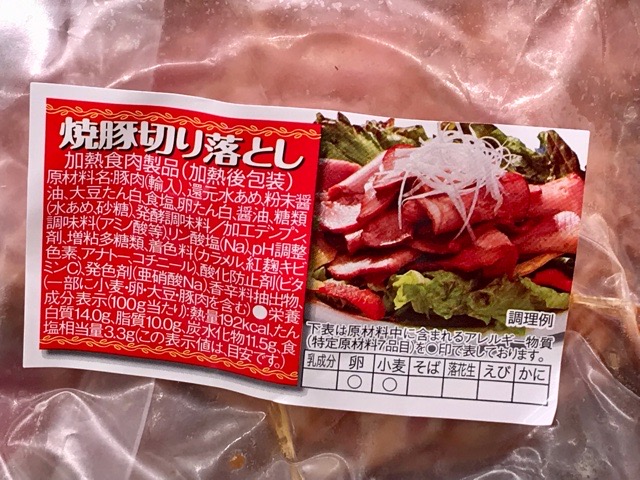 焼豚切り落とし
加熱食肉製品(加熱後包装)
原材料名:豚肉(輸入)、還元水あめ、粉末醤
油、大豆たん白、食塩、卵たん白、醤油、糖類
(水あめ、砂糖)、発酵調味料/加工デンプン、
調味料(アミノ酸等)、リン酸塩(Na)、pH調整
剤、増粘多糖類、着色料(カラメル、紅麹、キビ
色素、アナトー、コチニール)、酸化防止剤(ビタ
ミンC)、発色剤(亜硝酸Na)、香辛料抽出物、
(一部に小麦・卵・大豆・豚肉を含む)●栄養
成分表示(100g当たり):熱量192kcal、たん
白質14.0g、脂質10.0g、炭水化物11.5g、食
塩相当量3.3g(この表示値は目安です。)
調理例
下表は原材料中に含まれるアレルギー物質
(特定原材料7品目)を◉印で表しております。
乳成分 卵 小麦 そば 落花生 えび かに
○ ○